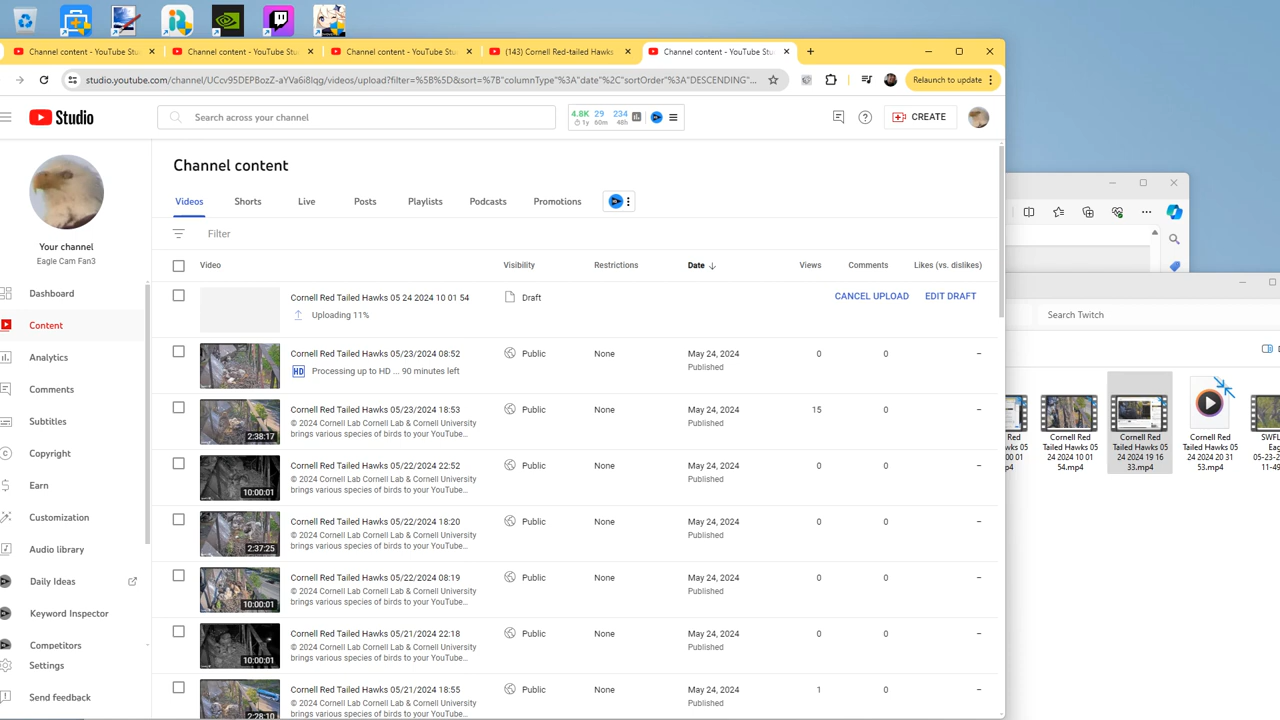 Channel content - YouTube Stu
Channel content - YouTube Stu
Channel content - YouTube Stu
(143) Cornell Red-tailed Hawks
Channel content - YouTube Stu
studio.youtube.com/channel/UCcv95DEPBozZ-aYVa6i8lqg/videos/upload?filter=%5B%5D&sort=%7B"columnType"%3A"date"%2C"sortOrder"%3A"DESCENDING"...
Relaunch to update
Studio
Search across your channel
4.8K 29 234
1y 60m 48h
CREATE
Channel content
Videos Shorts Live Posts Playlists Podcasts Promotions
Filter
Your channel
Eagle Cam Fan3
Dashboard
Content
Analytics
Comments
Subtitles
Copyright
Earn
Customization
Audio library
Daily Ideas
Keyword Inspector
Competitors
Settings
Send feedback
Video Visibility Restrictions Date Views Comments Likes (vs. dislikes)
Cornell Red Tailed Hawks 05 24 2024 10 01 54
Uploading 11%
Draft
CANCEL UPLOAD EDIT DRAFT
Cornell Red Tailed Hawks 05/23/2024 08:52
HD Processing up to HD ... 90 minutes left
Public None May 24, 2024 0 0 –
Published
2:38:17
Cornell Red Tailed Hawks 05/23/2024 18:53
© 2024 Cornell Lab Cornell Lab & Cornell University
brings various species of birds to your YouTube...
Public None May 24, 2024 15 0 –
Published
10:00:01
Cornell Red Tailed Hawks 05/22/2024 22:52
© 2024 Cornell Lab Cornell Lab & Cornell University
brings various species of birds to your YouTube...
Public None May 24, 2024 0 0 –
Published
2:37:25
Cornell Red Tailed Hawks 05/22/2024 18:20
© 2024 Cornell Lab Cornell Lab & Cornell University
brings various species of birds to your YouTube...
Public None May 24, 2024 0 0 –
Published
10:00:01
Cornell Red Tailed Hawks 05/22/2024 08:19
© 2024 Cornell Lab Cornell Lab & Cornell University
brings various species of birds to your YouTube...
Public None May 24, 2024 0 0 –
Published
10:00:01
Cornell Red Tailed Hawks 05/21/2024 22:18
© 2024 Cornell Lab Cornell Lab & Cornell University
brings various species of birds to your YouTube...
Public None May 24, 2024 0 0 –
Published
2:28:10
Cornell Red Tailed Hawks 05/21/2024 18:55
© 2024 Cornell Lab Cornell Lab & Cornell University
brings various species of birds to your YouTube...
Public None May 24, 2024 1 0 –
Published
Search Twitch
Cornell Red
Tailed Hawks 05
24 2024 10 01
54.mp4
Cornell Red
Tailed Hawks 05
24 2024 19 16
33.mp4
Cornell Red
Tailed Hawks 05
24 2024 20 31
53.mp4
SWFL
Eag
05-23-2
11-49